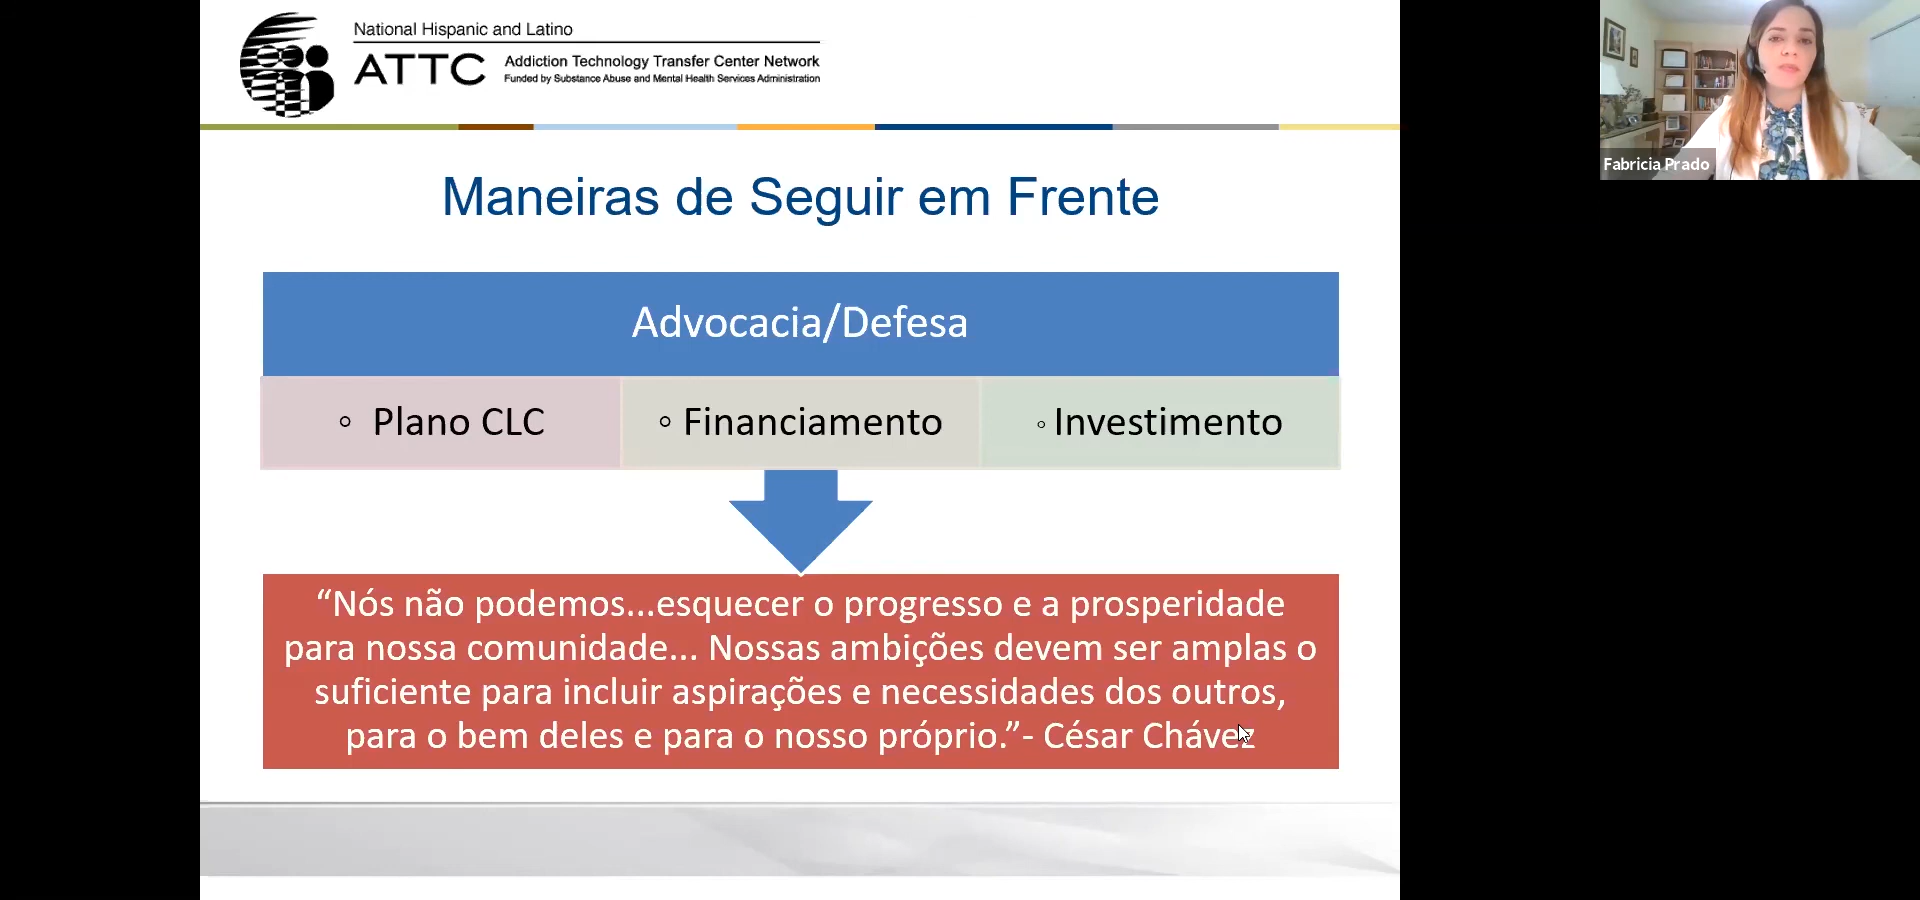 National Hispanic and Latino
ATTC
Addiction Technology Transfer Center Network
Funded by Substance Abuse and Mental Health Services Administration
Fabricia Prado
Maneiras de Seguir em Frente
Advocacia/Defesa
◦ Plano CLC
◦ Financiamento
◦ Investimento
“Nós não podemos...esquecer o progresso e a prosperidade
para nossa comunidade... Nossas ambições devem ser amplas o
suficiente para incluir aspirações e necessidades dos outros,
para o bem deles e para o nosso próprio.”- César Chávez